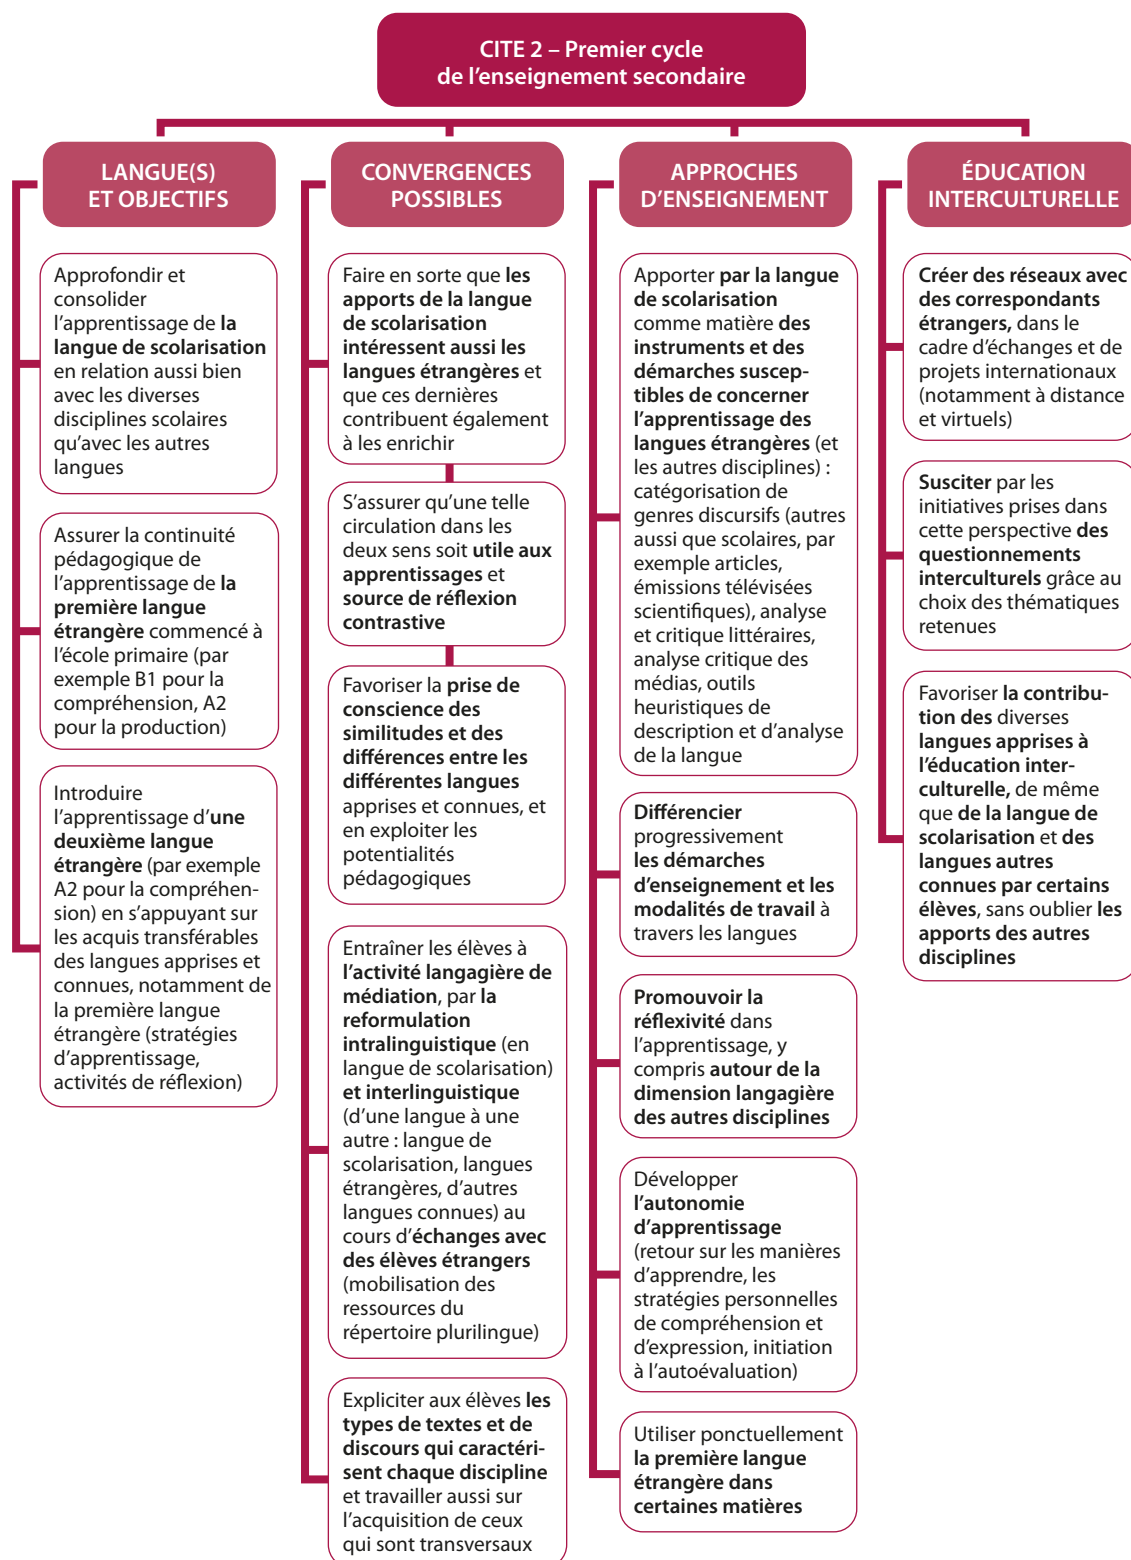 CITE 2 – Premier cycle
de l’enseignement secondaire
LANGUE(S)
ET OBJECTIFS
Approfondir et
consolider
l’apprentissage de la
langue de scolarisation
en relation aussi bien
avec les diverses
disciplines scolaires
qu’avec les autres
langues
Assurer la continuité
pédagogique de
l’apprentissage de la
première langue
étrangère commencé à
l’école primaire (par
exemple B1 pour la
compréhension, A2
pour la production)
Introduire
l’apprentissage d’une
deuxième langue
étrangère (par exemple
A2 pour la compréhen-
sion) en s’appuyant sur
les acquis transférables
des langues apprises et
connues, notamment de
la première langue
étrangère (stratégies
d’apprentissage,
activités de réflexion)
CONVERGENCES
POSSIBLES
Faire en sorte que les
apports de la langue
de scolarisation
intéressent aussi les
langues étrangères et
que ces dernières
contribuent également
à les enrichir
S’assurer qu’une telle
circulation dans les
deux sens soit utile aux
apprentissages et
source de réflexion
contrastive
Favoriser la prise de
conscience des
similitudes et des
différences entre les
différentes langues
apprises et connues, et
en exploiter les
potentialités
pédagogiques
Entraîner les élèves à
l’activité langagière de
médiation, par la
reformulation
intralinguistique (en
langue de scolarisation)
et interlinguistique
(d’une langue à une
autre : langue de
scolarisation, langues
étrangères, d’autres
langues connues) au
cours d’échanges avec
des élèves étrangers
(mobilisation des
ressources du
répertoire plurilingue)
Expliciter aux élèves les
types de textes et de
discours qui caractéri-
sent chaque discipline
et travailler aussi sur
l’acquisition de ceux
qui sont transversaux
APPROCHES
D’ENSEIGNEMENT
Apporter par la langue
de scolarisation
comme matière des
instruments et des
démarches suscep-
tibles de concerner
l’apprentissage des
langues étrangères (et
les autres disciplines) :
catégorisation de
genres discursifs (autres
aussi que scolaires, par
exemple articles,
émissions télévisées
scientifiques), analyse
et critique littéraires,
analyse critique des
médias, outils
heuristiques de
description et d’analyse
de la langue
Différencier
progressivement
les démarches
d’enseignement et les
modalités de travail à
travers les langues
Promouvoir la
réflexivité dans
l’apprentissage, y
compris autour de la
dimension langagière
des autres disciplines
Développer
l’autonomie
d’apprentissage
(retour sur les manières
d’apprendre, les
stratégies personnelles
de compréhension et
d’expression, initiation
à l’autoévaluation)
Utiliser ponctuellement
la première langue
étrangère dans
certaines matières
ÉDUCATION
INTERCULTURELLE
Créer des réseaux avec
des correspondants
étrangers, dans le
cadre d’échanges et de
projets internationaux
(notamment à distance
et virtuels)
Susciter par les
initiatives prises dans
cette perspective des
questionnements
interculturels grâce au
choix des thématiques
retenues
Favoriser la contribu-
tion des diverses
langues apprises à
l’éducation inter-
culturelle, de même
que de la langue de
scolarisation et des
langues autres
connues par certains
élèves, sans oublier les
apports des autres
disciplines